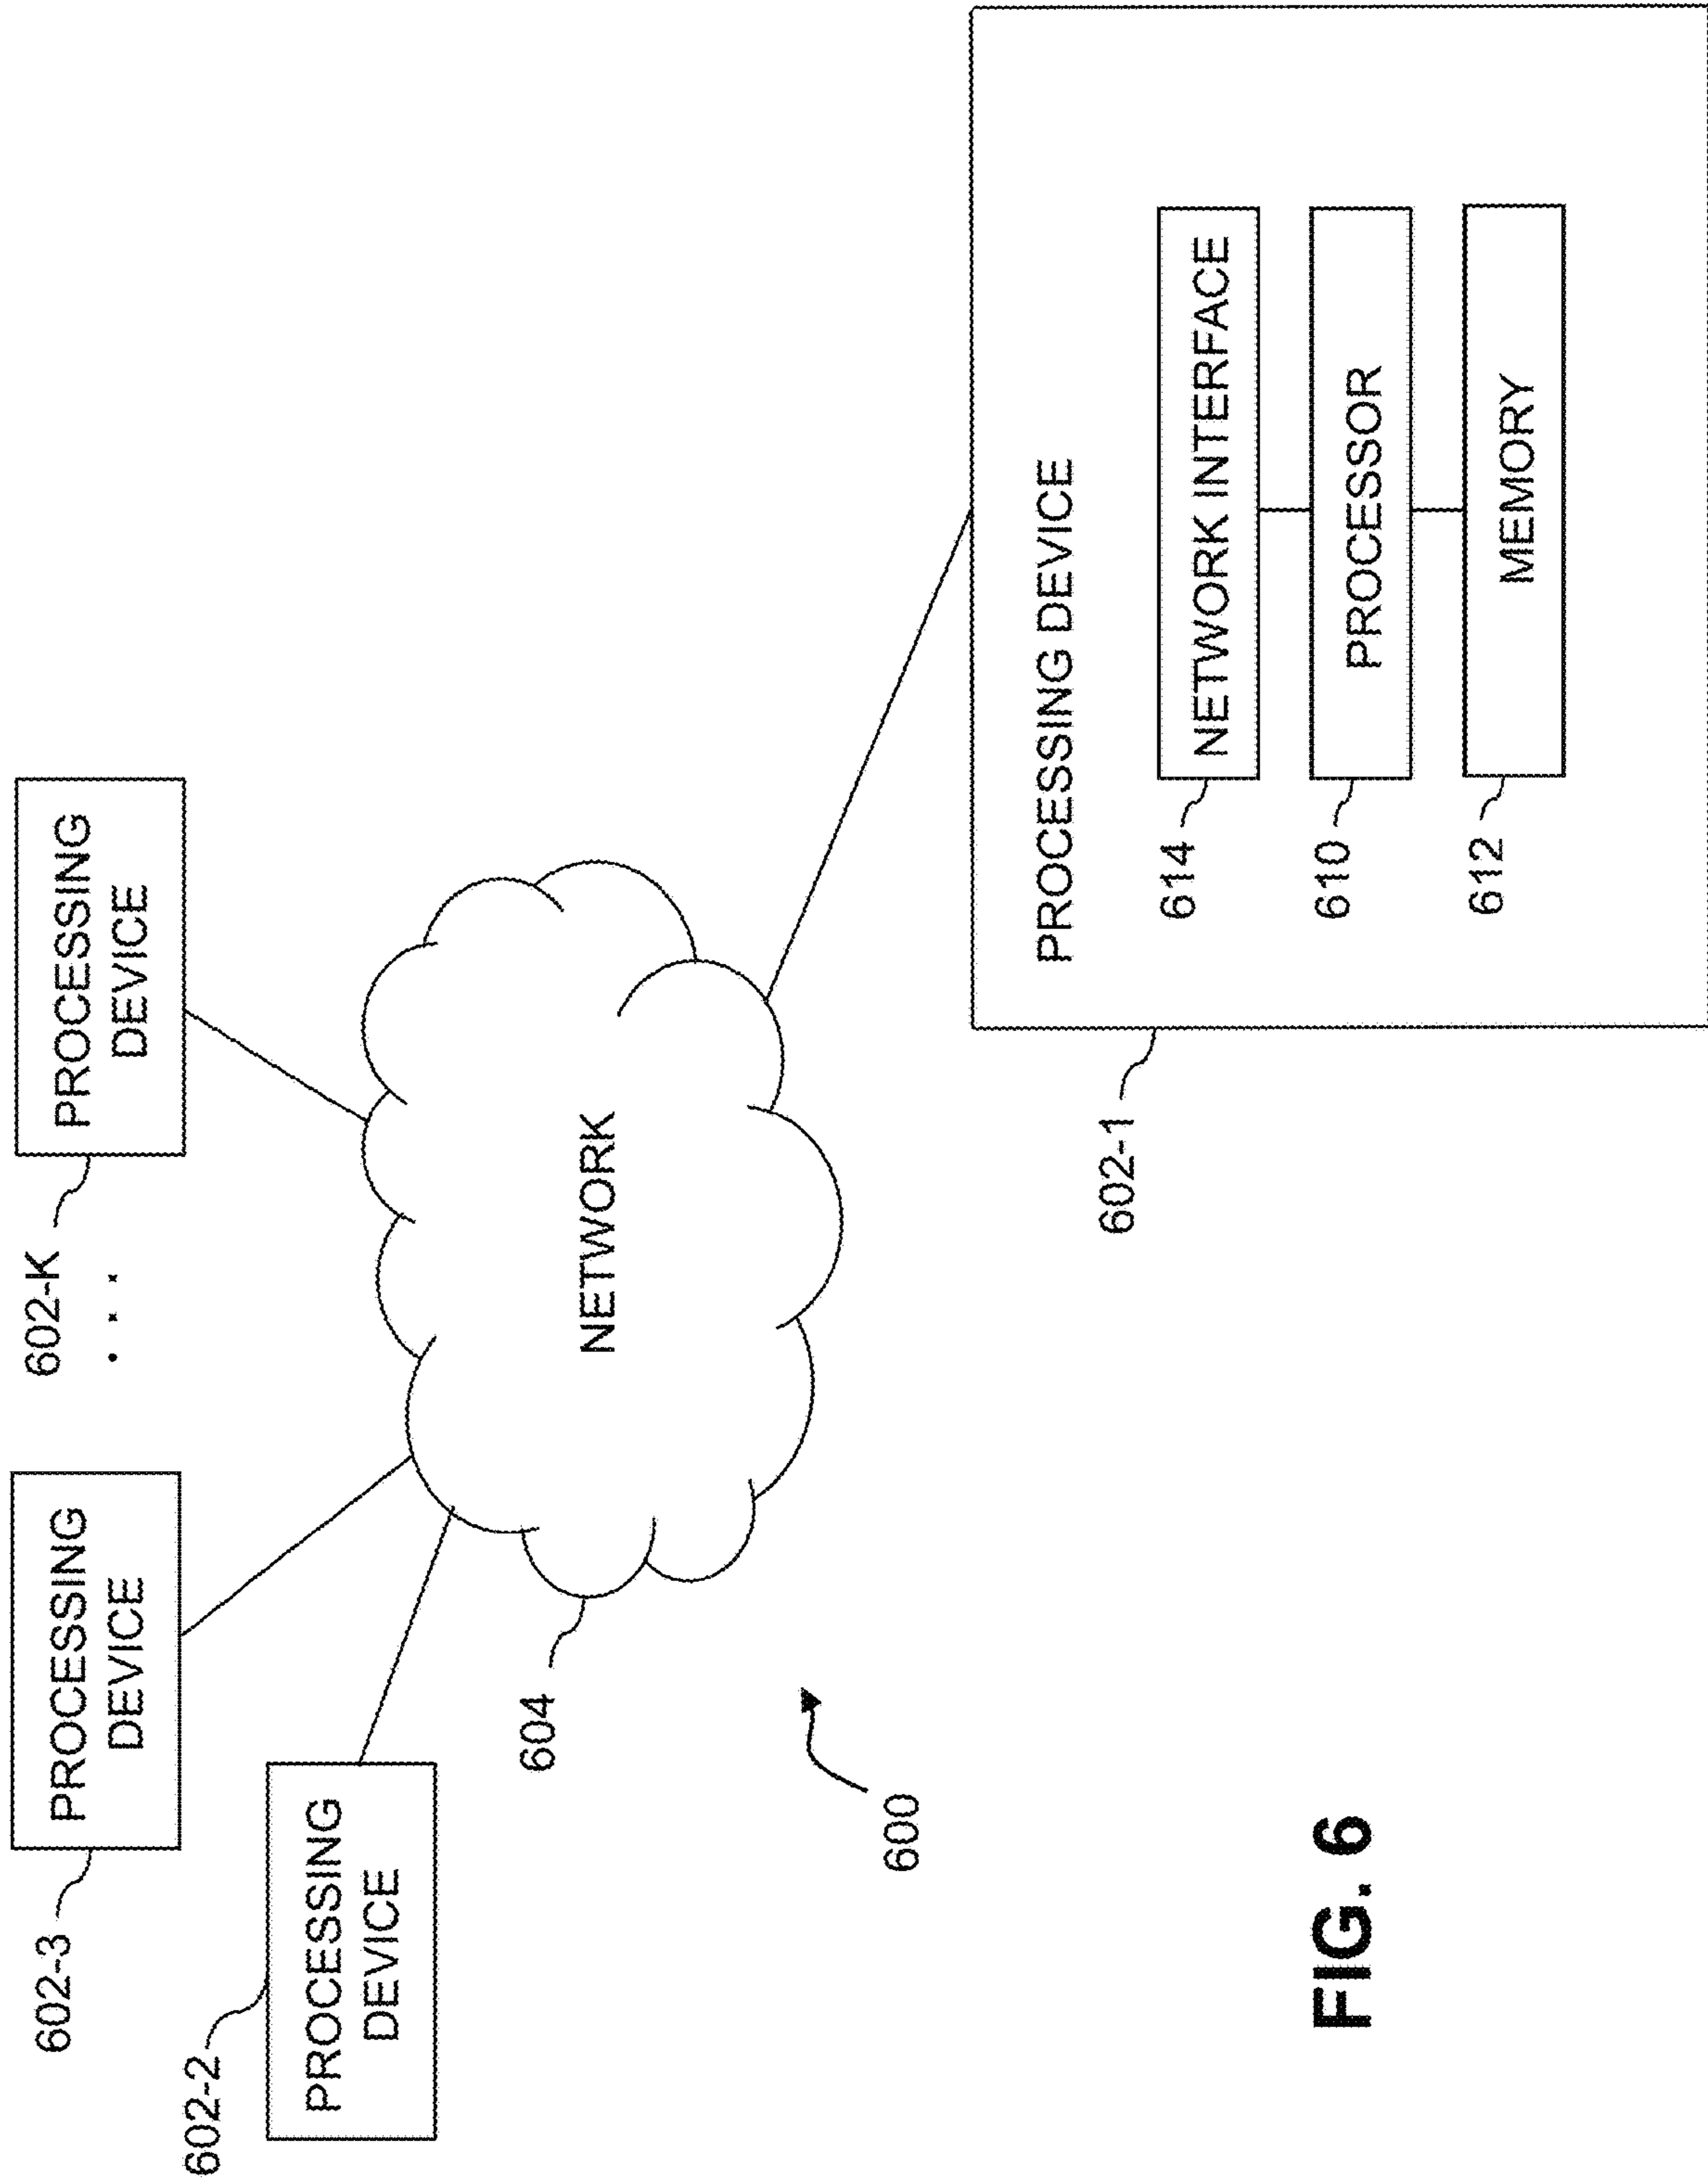 602-2
PROCESSING
DEVICE
602-3
PROCESSING
DEVICE
602-K
. . .
PROCESSING
DEVICE
604
NETWORK
600
602-1
PROCESSING DEVICE
614
NETWORK INTERFACE
610
PROCESSOR
612
MEMORY
FIG. 6